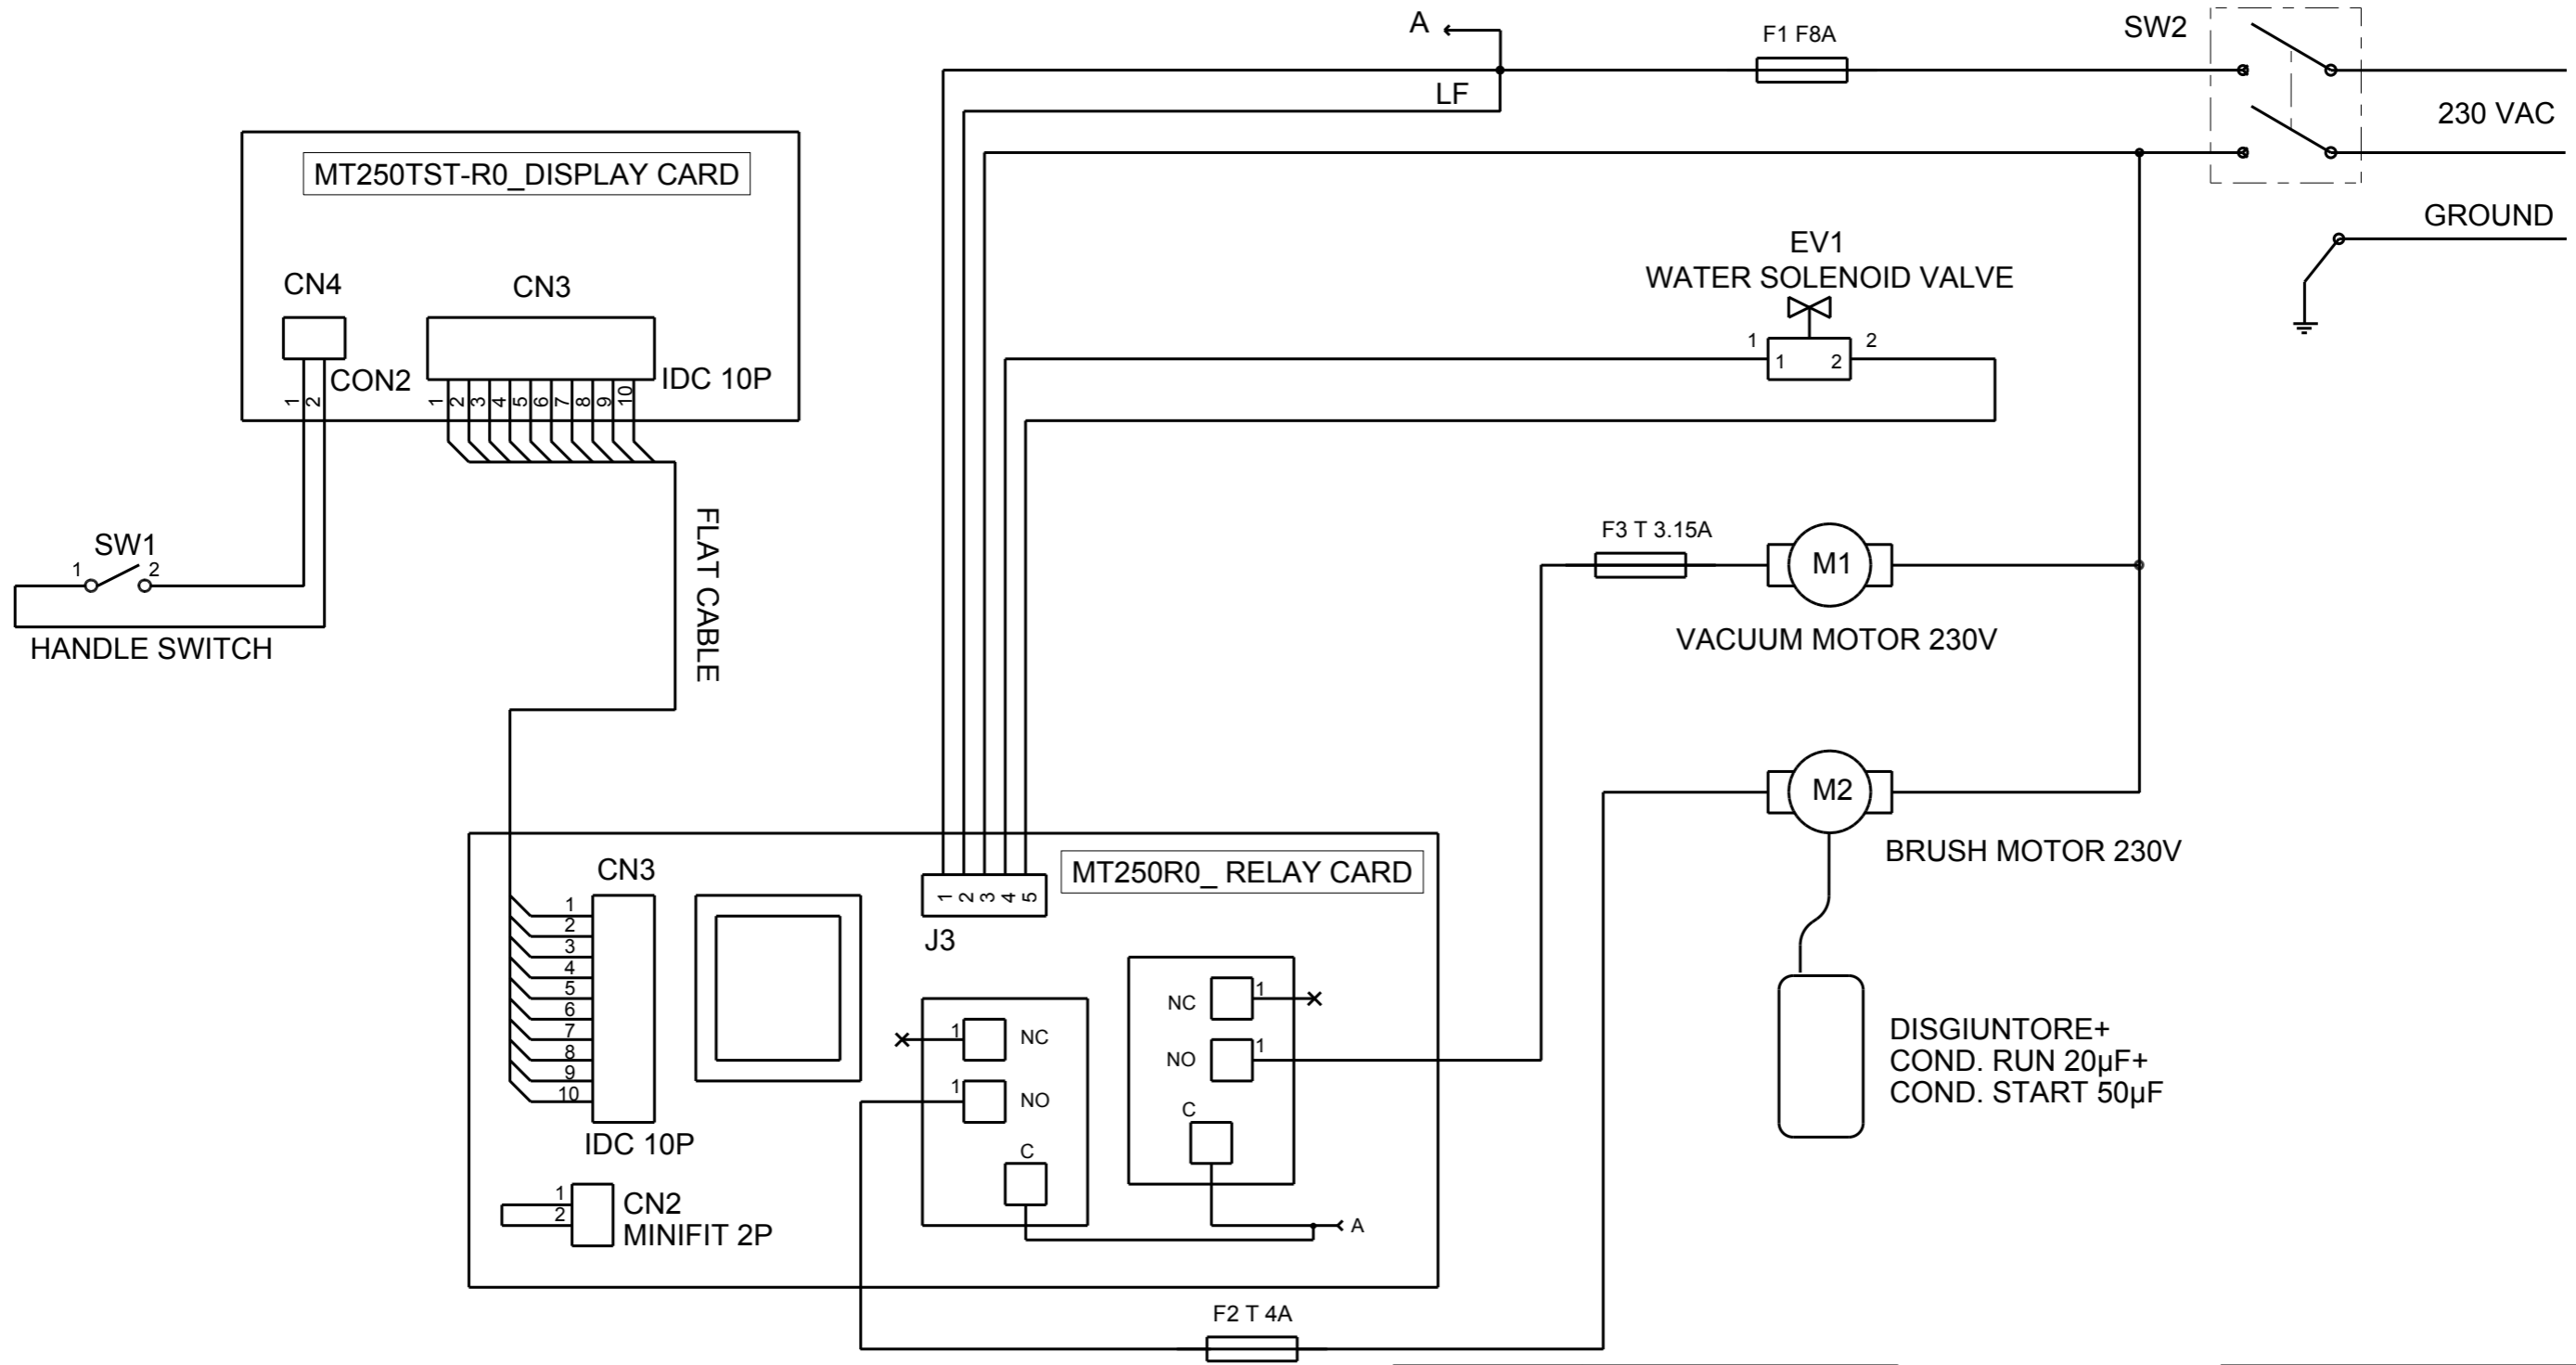 A
F1 F8A
SW2
LF
230 VAC
MT250TST-R0_DISPLAY CARD
GROUND
EV1
WATER SOLENOID VALVE
CN4
CN3
1
2
1
2
CON2
IDC 10P
1
2
1
2
3
4
5
6
7
8
9
10
FLAT CABLE
SW1
1
2
HANDLE SWITCH
F3 T 3.15A
M1
VACUUM MOTOR 230V
M2
BRUSH MOTOR 230V
MT250R0_ RELAY CARD
CN3
1
2
3
4
5
6
7
8
9
10
IDC 10P
1
2
3
4
5
J3
NC
1
NO
1
C
1
NC
1
NO
C
A
1
2
CN2
MINIFIT 2P
DISGIUNTORE+
COND. RUN 20µF+
COND. START 50µF
F2 T 4A